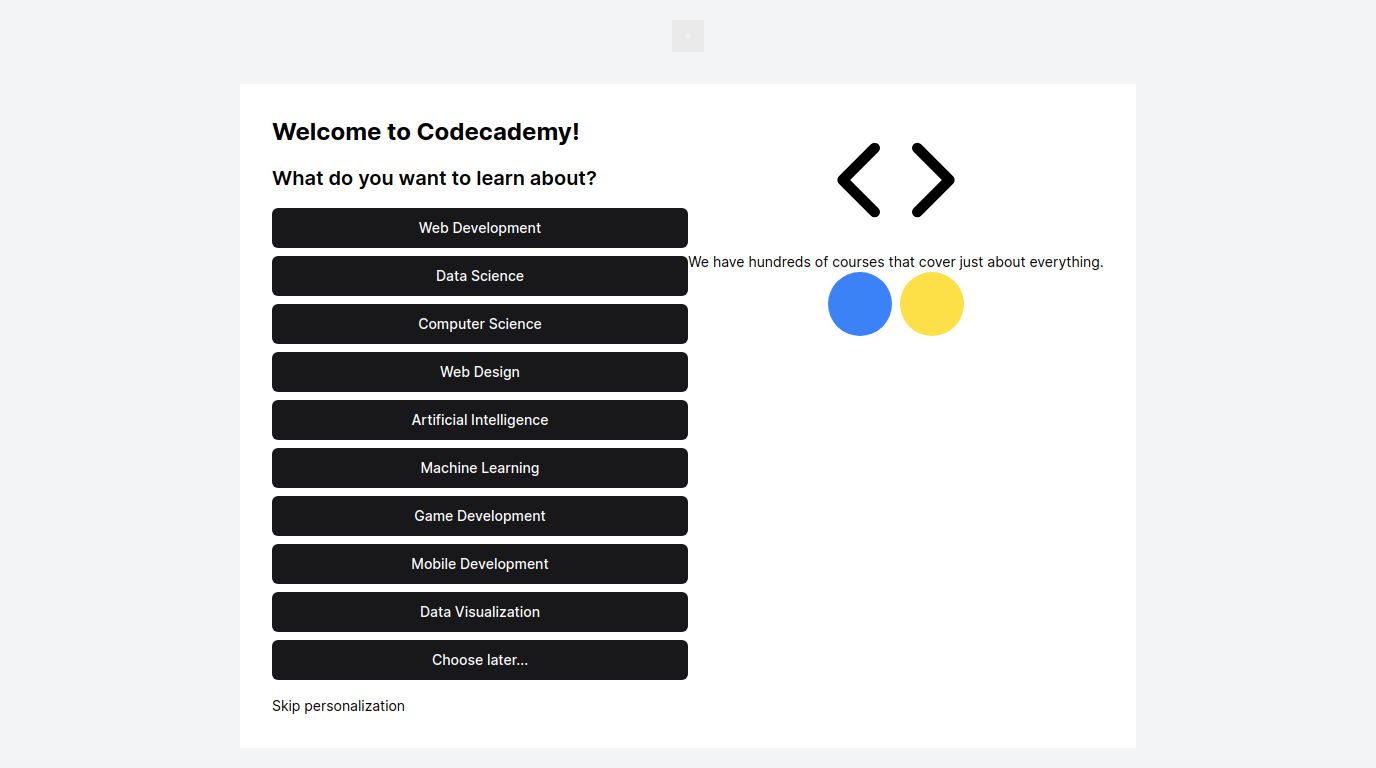 Welcome to Codecademy!
What do you want to learn about?
Web Development
Data Science
Computer Science
Web Design
Artificial Intelligence
Machine Learning
Game Development
Mobile Development
Data Visualization
Choose later...
Skip personalization
We have hundreds of courses that cover just about everything.